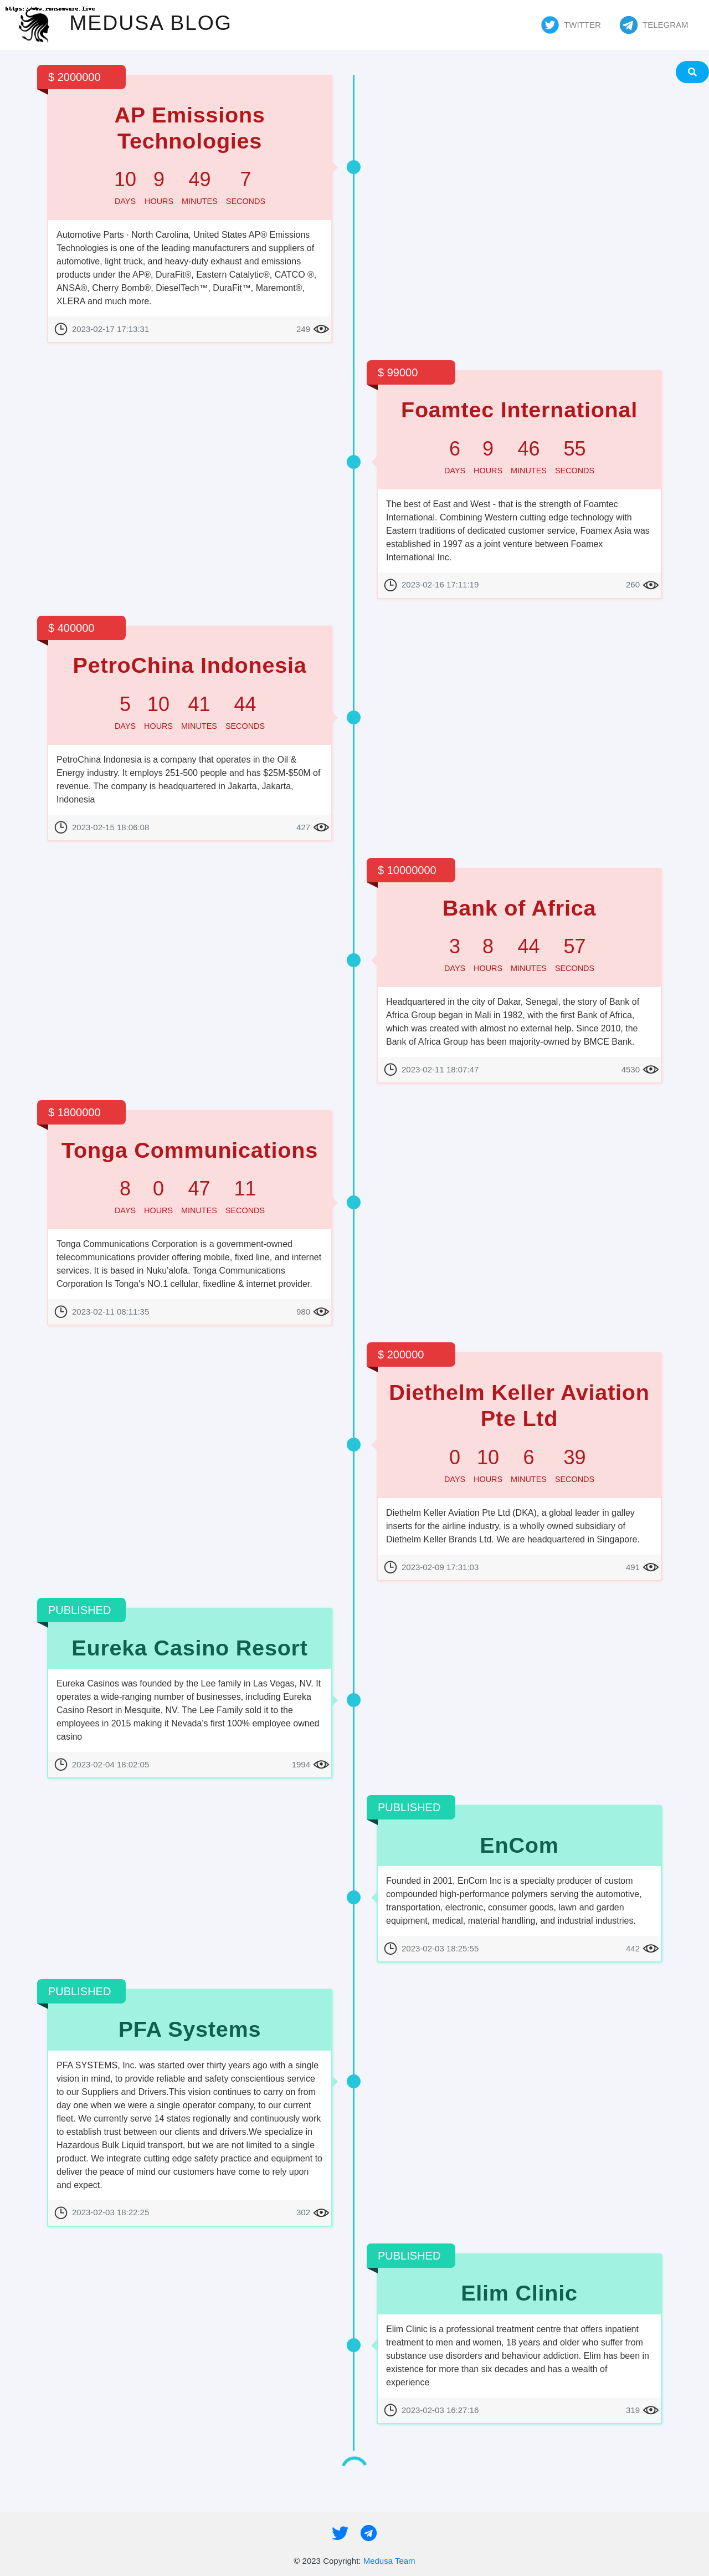 https://www.ransomware.live
MEDUSA BLOG
TWITTER
TELEGRAM
$ 2000000
AP Emissions
Technologies
10 9 49 7
DAYS HOURS MINUTES SECONDS
Automotive Parts · North Carolina, United States AP® Emissions
Technologies is one of the leading manufacturers and suppliers of
automotive, light truck, and heavy-duty exhaust and emissions
products under the AP®, DuraFit®, Eastern Catalytic®, CATCO ®,
ANSA®, Cherry Bomb®, DieselTech™, DuraFit™, Maremont®,
XLERA and much more.
2023-02-17 17:13:31
249
$ 99000
Foamtec International
6 9 46 55
DAYS HOURS MINUTES SECONDS
The best of East and West - that is the strength of Foamtec
International. Combining Western cutting edge technology with
Eastern traditions of dedicated customer service, Foamex Asia was
established in 1997 as a joint venture between Foamex
International Inc.
2023-02-16 17:11:19
260
$ 400000
PetroChina Indonesia
5 10 41 44
DAYS HOURS MINUTES SECONDS
PetroChina Indonesia is a company that operates in the Oil &
Energy industry. It employs 251-500 people and has $25M-$50M of
revenue. The company is headquartered in Jakarta, Jakarta,
Indonesia
2023-02-15 18:06:08
427
$ 10000000
Bank of Africa
3 8 44 57
DAYS HOURS MINUTES SECONDS
Headquartered in the city of Dakar, Senegal, the story of Bank of
Africa Group began in Mali in 1982, with the first Bank of Africa,
which was created with almost no external help. Since 2010, the
Bank of Africa Group has been majority-owned by BMCE Bank.
2023-02-11 18:07:47
4530
$ 1800000
Tonga Communications
8 0 47 11
DAYS HOURS MINUTES SECONDS
Tonga Communications Corporation is a government-owned
telecommunications provider offering mobile, fixed line, and internet
services. It is based in Nuku'alofa. Tonga Communications
Corporation Is Tonga's NO.1 cellular, fixedline & internet provider.
2023-02-11 08:11:35
980
$ 200000
Diethelm Keller Aviation
Pte Ltd
0 10 6 39
DAYS HOURS MINUTES SECONDS
Diethelm Keller Aviation Pte Ltd (DKA), a global leader in galley
inserts for the airline industry, is a wholly owned subsidiary of
Diethelm Keller Brands Ltd. We are headquartered in Singapore.
2023-02-09 17:31:03
491
PUBLISHED
Eureka Casino Resort
Eureka Casinos was founded by the Lee family in Las Vegas, NV. It
operates a wide-ranging number of businesses, including Eureka
Casino Resort in Mesquite, NV. The Lee Family sold it to the
employees in 2015 making it Nevada's first 100% employee owned
casino
2023-02-04 18:02:05
1994
PUBLISHED
EnCom
Founded in 2001, EnCom Inc is a specialty producer of custom
compounded high-performance polymers serving the automotive,
transportation, electronic, consumer goods, lawn and garden
equipment, medical, material handling, and industrial industries.
2023-02-03 18:25:55
442
PUBLISHED
PFA Systems
PFA SYSTEMS, Inc. was started over thirty years ago with a single
vision in mind, to provide reliable and safety conscientious service
to our Suppliers and Drivers.This vision continues to carry on from
day one when we were a single operator company, to our current
fleet. We currently serve 14 states regionally and continuously work
to establish trust between our clients and drivers.We specialize in
Hazardous Bulk Liquid transport, but we are not limited to a single
product. We integrate cutting edge safety practice and equipment to
deliver the peace of mind our customers have come to rely upon
and expect.
2023-02-03 18:22:25
302
PUBLISHED
Elim Clinic
Elim Clinic is a professional treatment centre that offers inpatient
treatment to men and women, 18 years and older who suffer from
substance use disorders and behaviour addiction. Elim has been in
existence for more than six decades and has a wealth of
experience
2023-02-03 16:27:16
319
© 2023 Copyright: Medusa Team